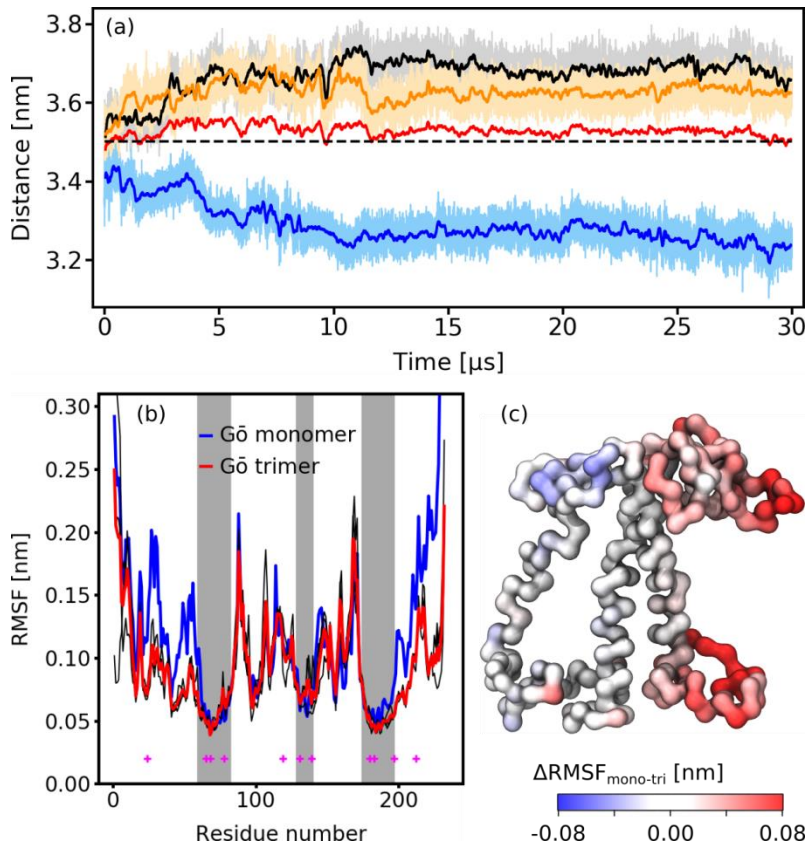 (a)
Distance [nm]
3.8
3.6
3.4
3.2
0 5 10 15 20 25 30
Time [μs]
(b)
RMSF [nm]
0.30
0.25
0.20
0.15
0.10
0.05
0.00
Gō monomer
Gō trimer
0 100 200
Residue number
(c)
ΔRMSFmono-tri [nm]
-0.08 0.00 0.08